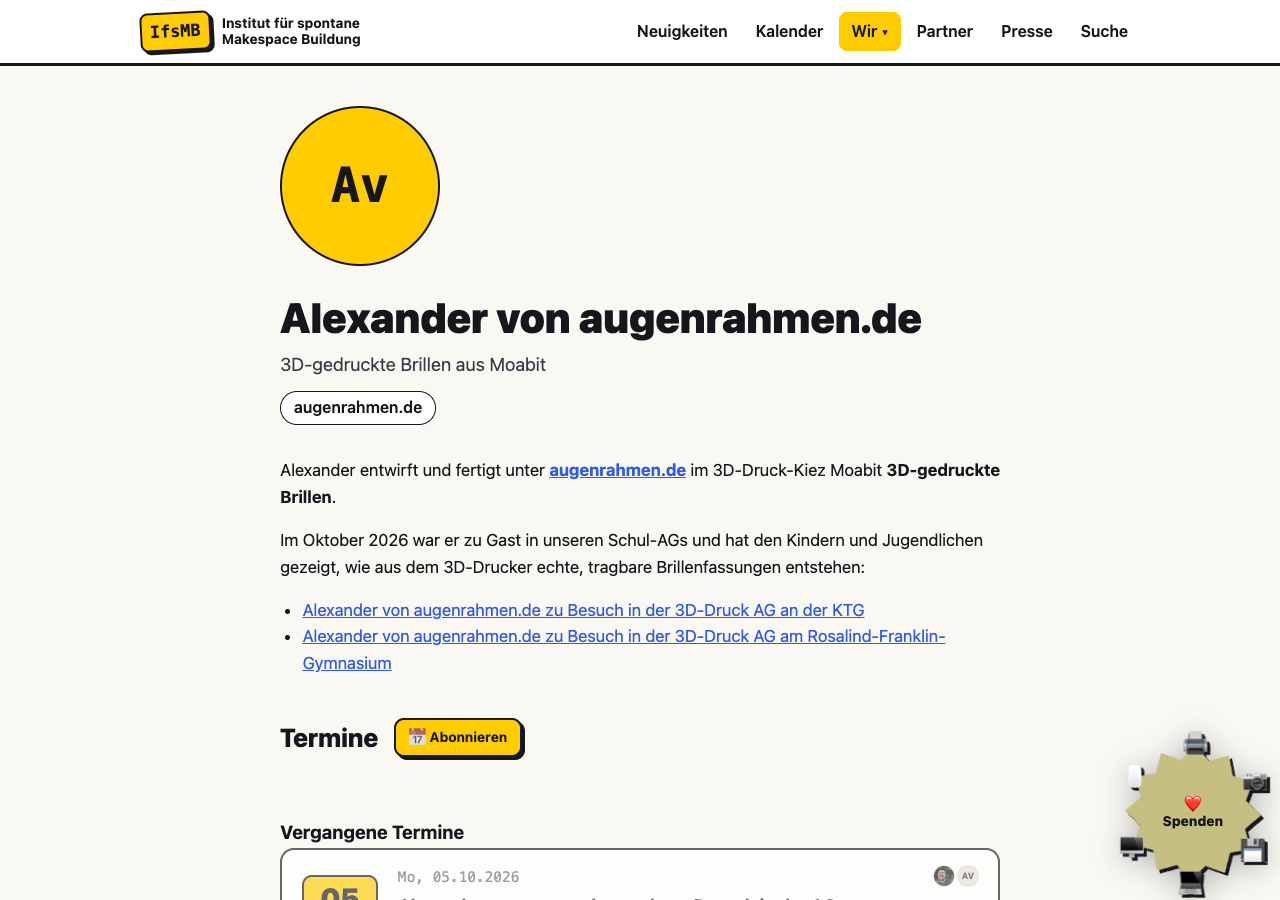 IfsMB
Institut für spontane
Makespace Buildung
Neuigkeiten
Kalender
Wir ▾
Partner
Presse
Suche
Av
Alexander von augenrahmen.de
3D-gedruckte Brillen aus Moabit
augenrahmen.de
Alexander entwirft und fertigt unter augenrahmen.de im 3D-Druck-Kiez Moabit 3D-gedruckte
Brillen.
Im Oktober 2026 war er zu Gast in unseren Schul-AGs und hat den Kindern und Jugendlichen
gezeigt, wie aus dem 3D-Drucker echte, tragbare Brillenfassungen entstehen:
Alexander von augenrahmen.de zu Besuch in der 3D-Druck AG an der KTG
Alexander von augenrahmen.de zu Besuch in der 3D-Druck AG am Rosalind-Franklin-
Gymnasium
Termine
Abonnieren
Spenden
Vergangene Termine
05
Mo, 05.10.2026
AV